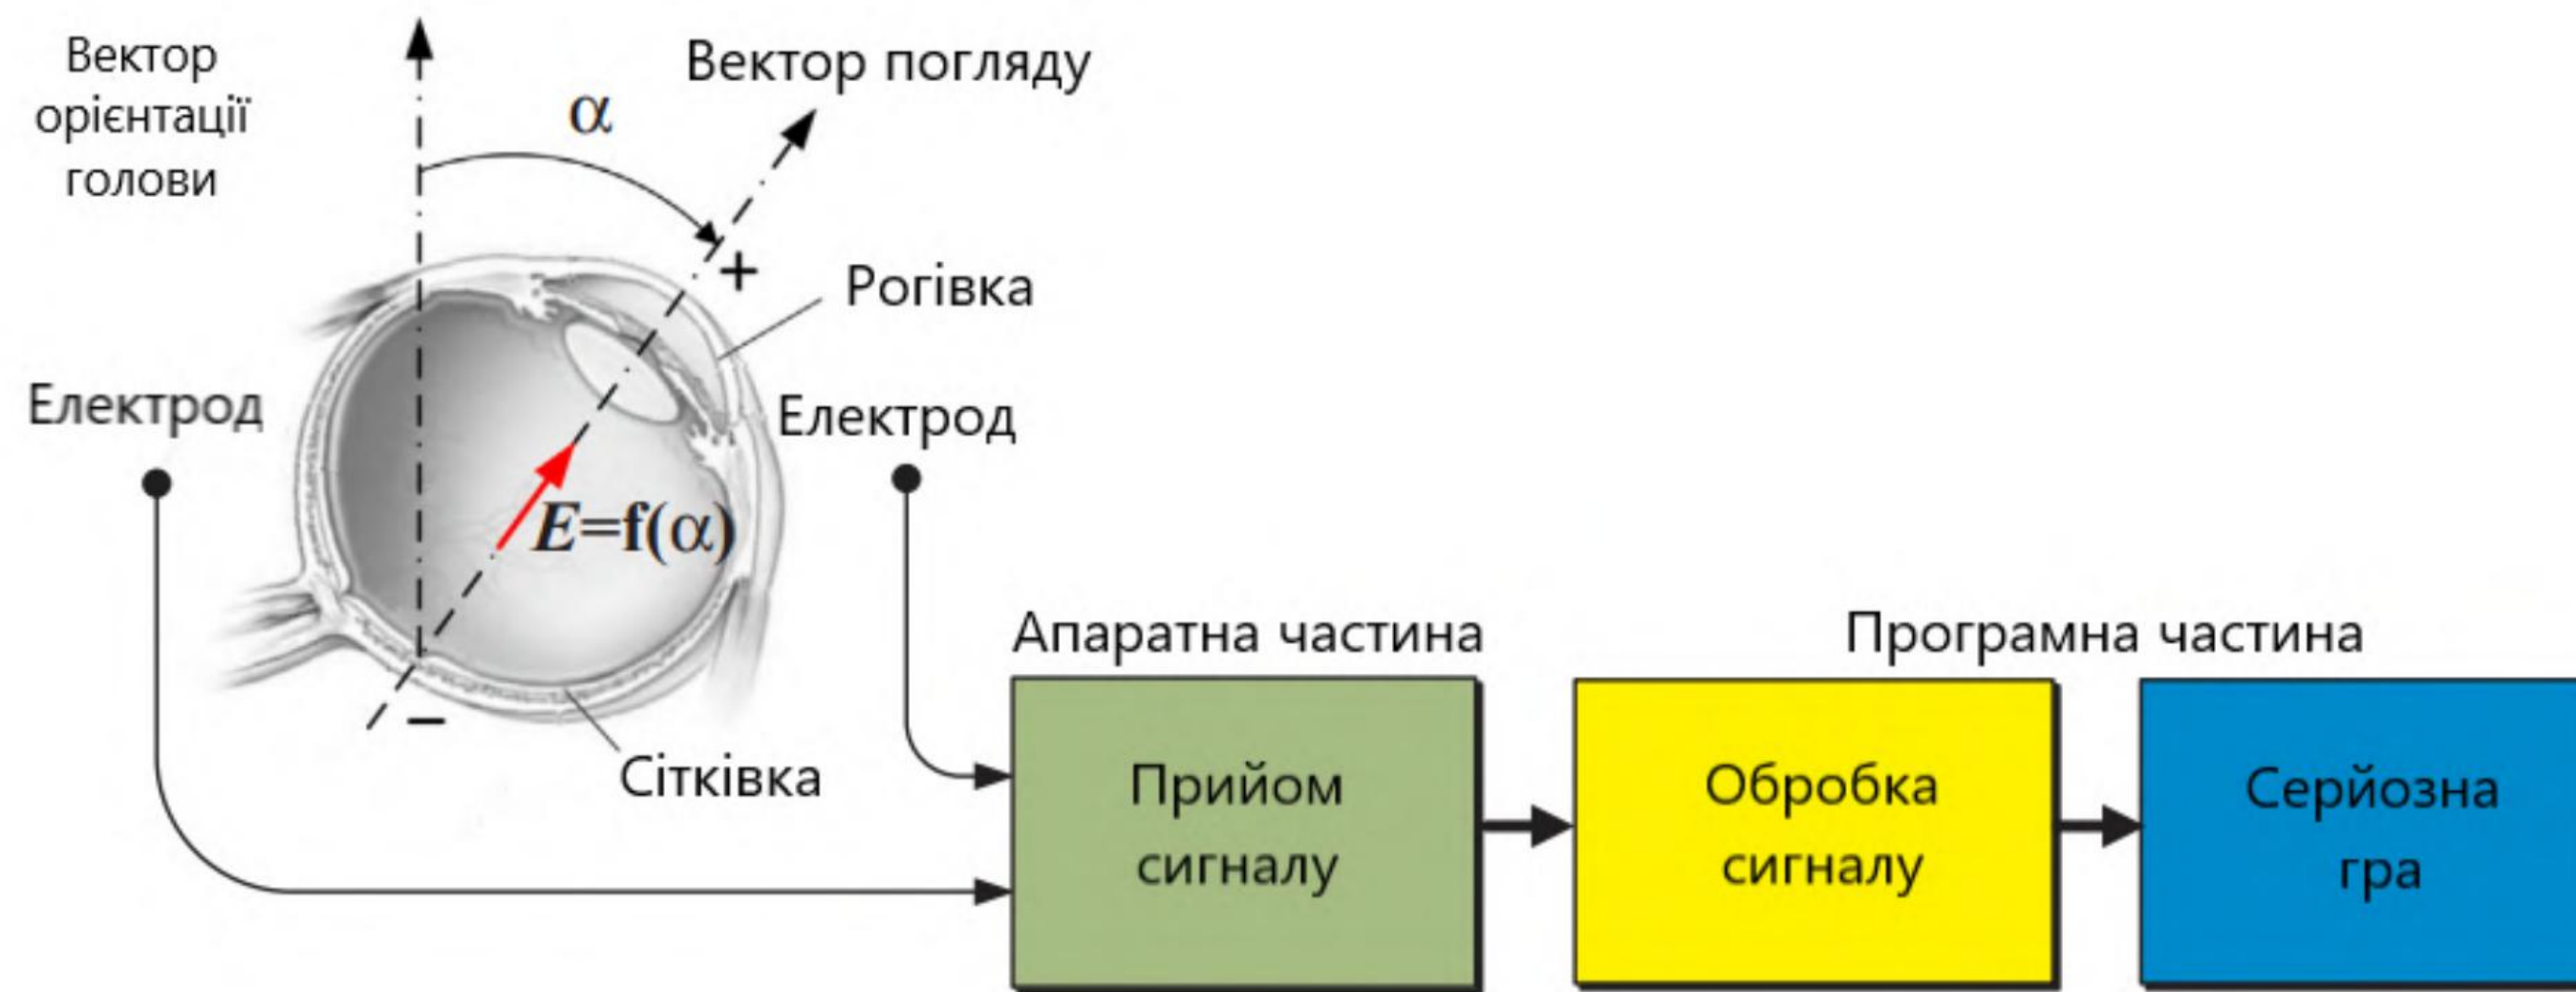 Вектор
орієнтації
голови
α
Вектор погляду
+
Рогівка
Електрод
Електрод
E=f(α)
−
Сітківка
Апаратна частина
Програмна частина
Прийом
сигналу
Обробка
сигналу
Серйозна
гра